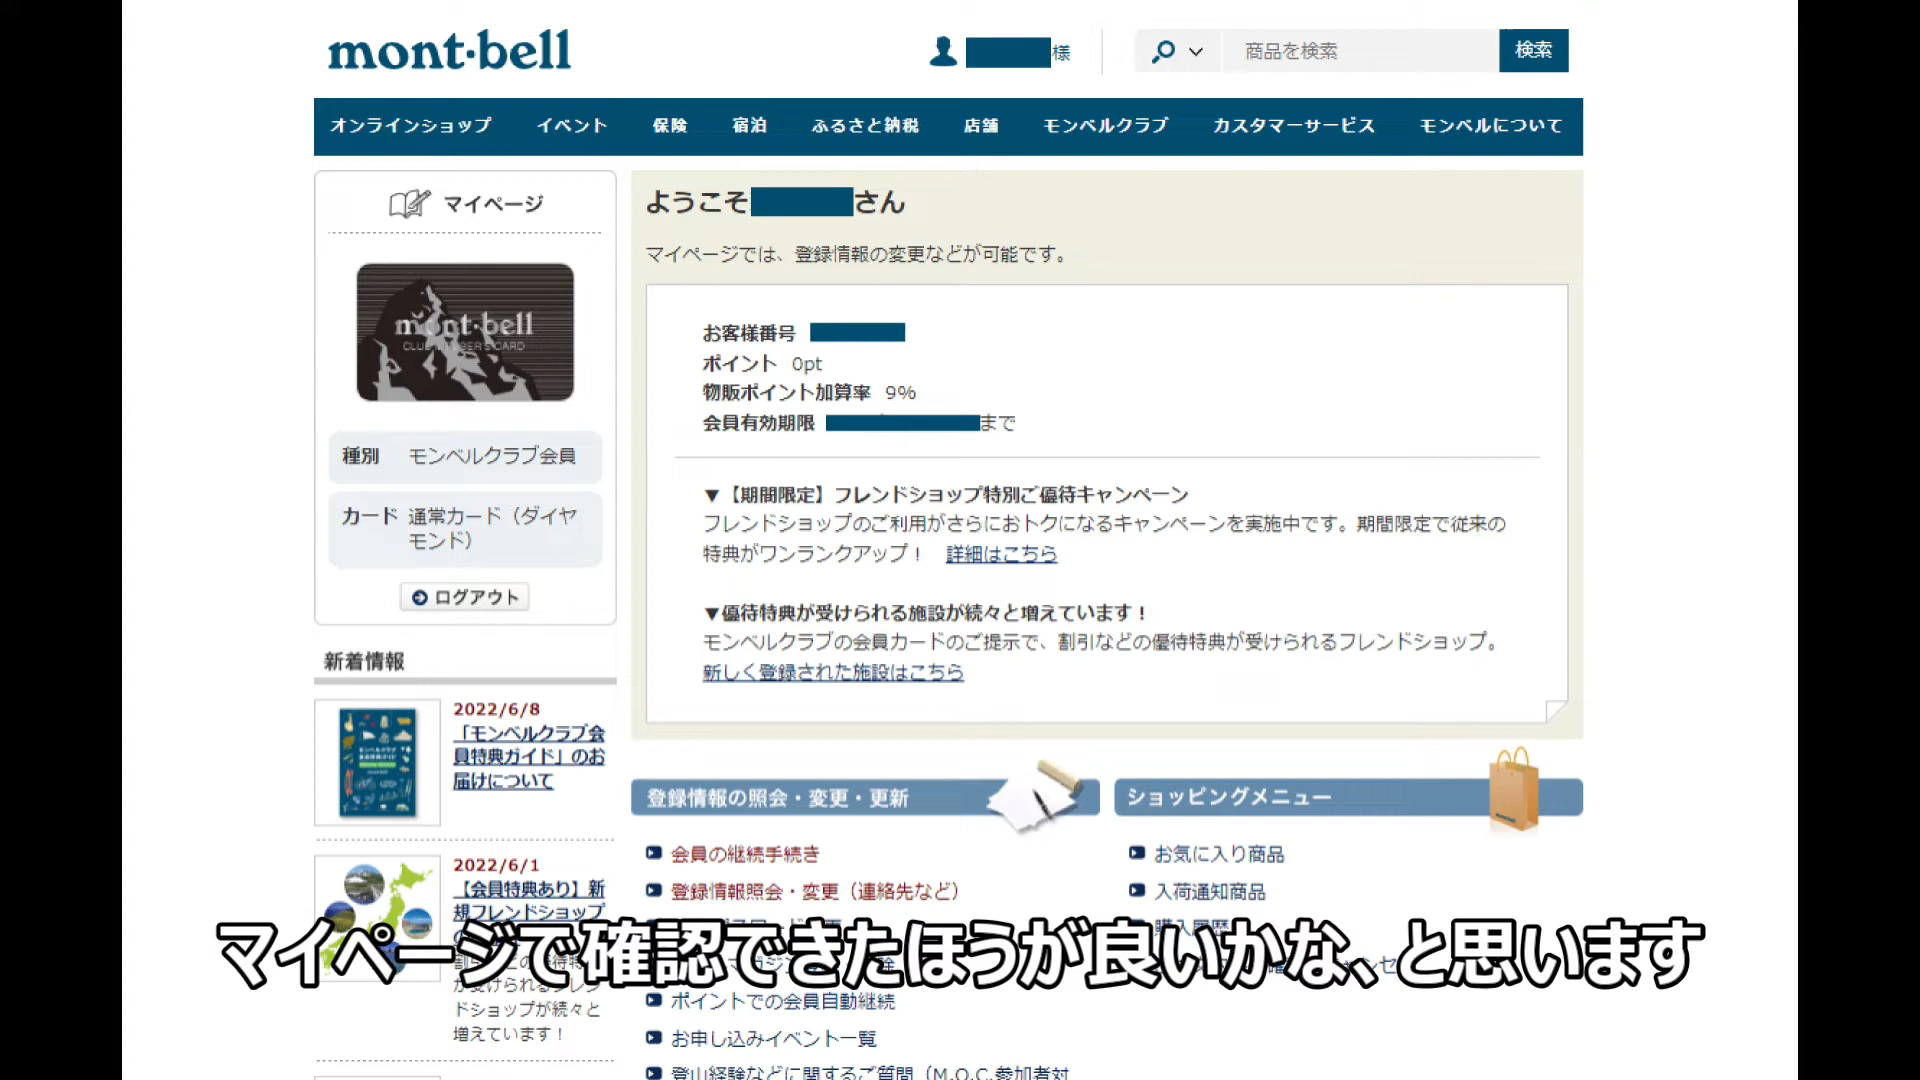 mont·bell
様
商品を検索
検索
オンラインショップ
イベント
保険
宿泊
ふるさと納税
店舗
モンベルクラブ
カスタマーサービス
モンベルについて
マイページ
mont·bell
種別 モンベルクラブ会員
カード 通常カード（ダイヤ
モンド）
ログアウト
新着情報
2022/6/8
「モンベルクラブ会
員特典ガイド」のお
届けについて
2022/6/1
【会員特典あり】新
規フレンドショップ
ドショップが続々と
増えています！
ようこそ
さん
マイページでは、登録情報の変更などが可能です。
お客様番号
ポイント 0pt
物販ポイント加算率 9%
会員有効期限
まで
▼【期間限定】フレンドショップ特別ご優待キャンペーン
フレンドショップのご利用がさらにおトクになるキャンペーンを実施中です。期間限定で従来の
特典がワンランクアップ！ 詳細はこちら
▼優待特典が受けられる施設が続々と増えています！
モンベルクラブの会員カードのご提示で、割引などの優待特典が受けられるフレンドショップ。
新しく登録された施設はこちら
登録情報の照会・変更・更新
会員の継続手続き
登録情報照会・変更（連絡先など）
ポイントでの会員自動継続
お申し込みイベント一覧
登山経験などに関するご質問（M.O.C.参加者対
ショッピングメニュー
お気に入り商品
入荷通知商品
購入履歴
マイページで確認できたほうが良いかな、と思います